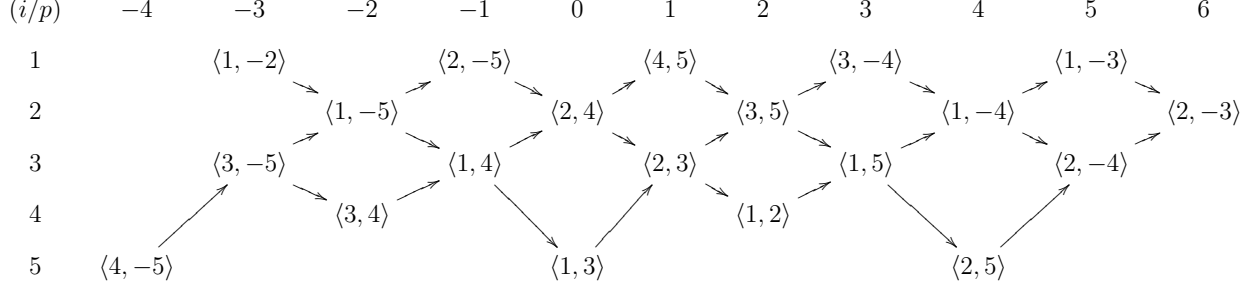 (i/p) −4 −3 −2 −1 0 1 2 3 4 5 6
1 ⟨1, −2⟩ ⟨2, −5⟩ ⟨4, 5⟩ ⟨3, −4⟩ ⟨1, −3⟩
2 ⟨1, −5⟩ ⟨2, 4⟩ ⟨3, 5⟩ ⟨1, −4⟩ ⟨2, −3⟩
3 ⟨3, −5⟩ ⟨1, 4⟩ ⟨2, 3⟩ ⟨1, 5⟩ ⟨2, −4⟩
4 ⟨3, 4⟩ ⟨1, 2⟩
5 ⟨4, −5⟩ ⟨1, 3⟩ ⟨2, 5⟩